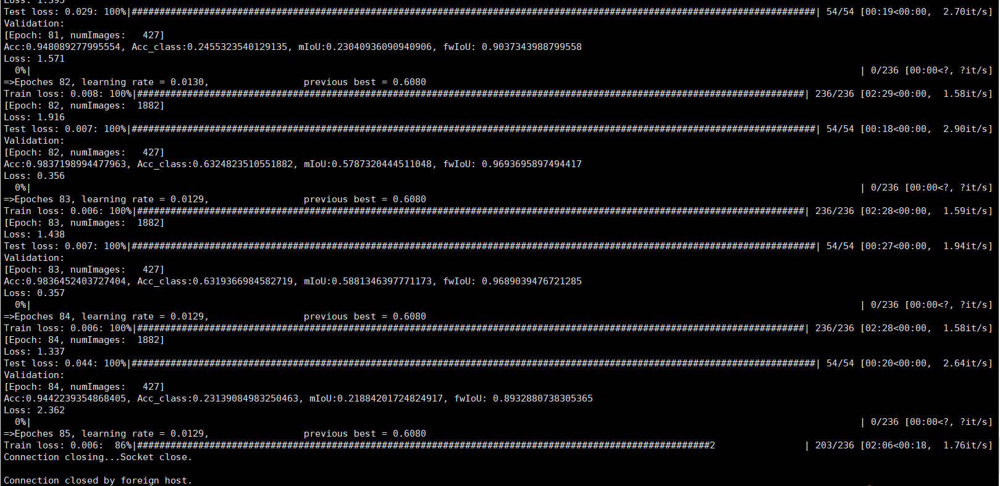 Loss: 1.395
Test loss: 0.029: 100%|###########################################################################################################################| 54/54 [00:19<00:00,  2.70it/s]
Validation:
[Epoch: 81, numImages:   427]
Acc:0.948089277995554, Acc_class:0.2455323540129135, mIoU:0.23040936090940906, fwIoU: 0.9037343988799558
Loss: 1.571
  0%|                                                                                                                                                     | 0/236 [00:00<?, ?it/s]
=>Epoches 82, learning rate = 0.0130,                 previous best = 0.6080
Train loss: 0.008: 100%|########################################################################################################################| 236/236 [02:29<00:00,  1.58it/s]
[Epoch: 82, numImages:  1882]
Loss: 1.916
Test loss: 0.007: 100%|###########################################################################################################################| 54/54 [00:18<00:00,  2.90it/s]
Validation:
[Epoch: 82, numImages:   427]
Acc:0.9837198994477963, Acc_class:0.6324823510551882, mIoU:0.5787320444511048, fwIoU: 0.9693695897494417
Loss: 0.356
  0%|                                                                                                                                                     | 0/236 [00:00<?, ?it/s]
=>Epoches 83, learning rate = 0.0129,                 previous best = 0.6080
Train loss: 0.006: 100%|########################################################################################################################| 236/236 [02:28<00:00,  1.59it/s]
[Epoch: 83, numImages:  1882]
Loss: 1.438
Test loss: 0.007: 100%|###########################################################################################################################| 54/54 [00:27<00:00,  1.94it/s]
Validation:
[Epoch: 83, numImages:   427]
Acc:0.9836452403727404, Acc_class:0.6319366984582719, mIoU:0.5881346397771173, fwIoU: 0.9689039476721285
Loss: 0.357
  0%|                                                                                                                                                     | 0/236 [00:00<?, ?it/s]
=>Epoches 84, learning rate = 0.0129,                 previous best = 0.6080
Train loss: 0.006: 100%|########################################################################################################################| 236/236 [02:28<00:00,  1.58it/s]
[Epoch: 84, numImages:  1882]
Loss: 1.337
Test loss: 0.044: 100%|###########################################################################################################################| 54/54 [00:20<00:00,  2.64it/s]
Validation:
[Epoch: 84, numImages:   427]
Acc:0.9442239354868405, Acc_class:0.23139084983250463, mIoU:0.21884201724824917, fwIoU: 0.8932880738305365
Loss: 2.362
  0%|                                                                                                                                                     | 0/236 [00:00<?, ?it/s]
=>Epoches 85, learning rate = 0.0129,                 previous best = 0.6080
Train loss: 0.006:  86%|#######################################################################################################2                | 203/236 [02:06<00:18,  1.76it/s]
Connection closing...Socket close.
Connection closed by foreign host.